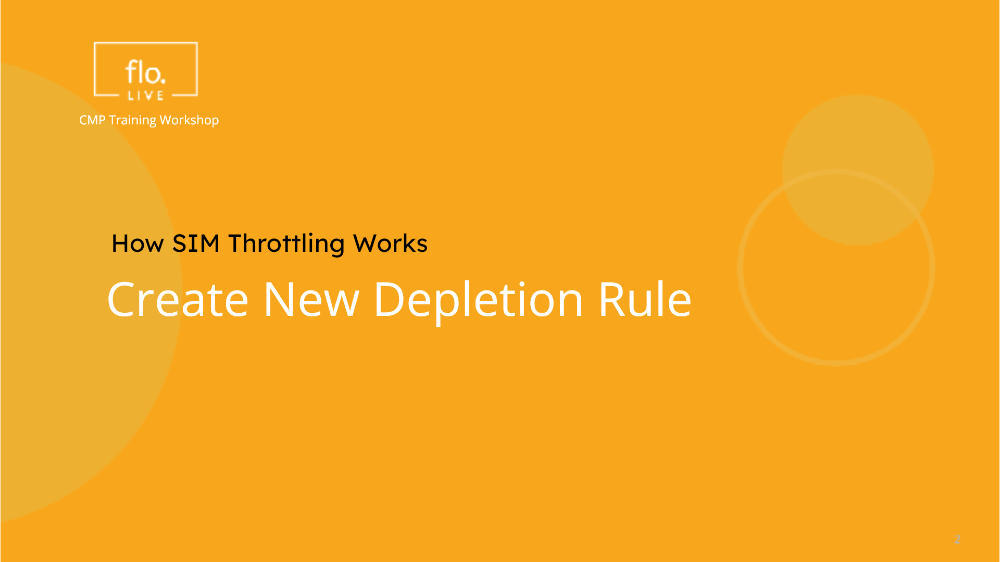 flo.
LIVE
CMP Training Workshop
How SIM Throttling Works
Create New Depletion Rule
2